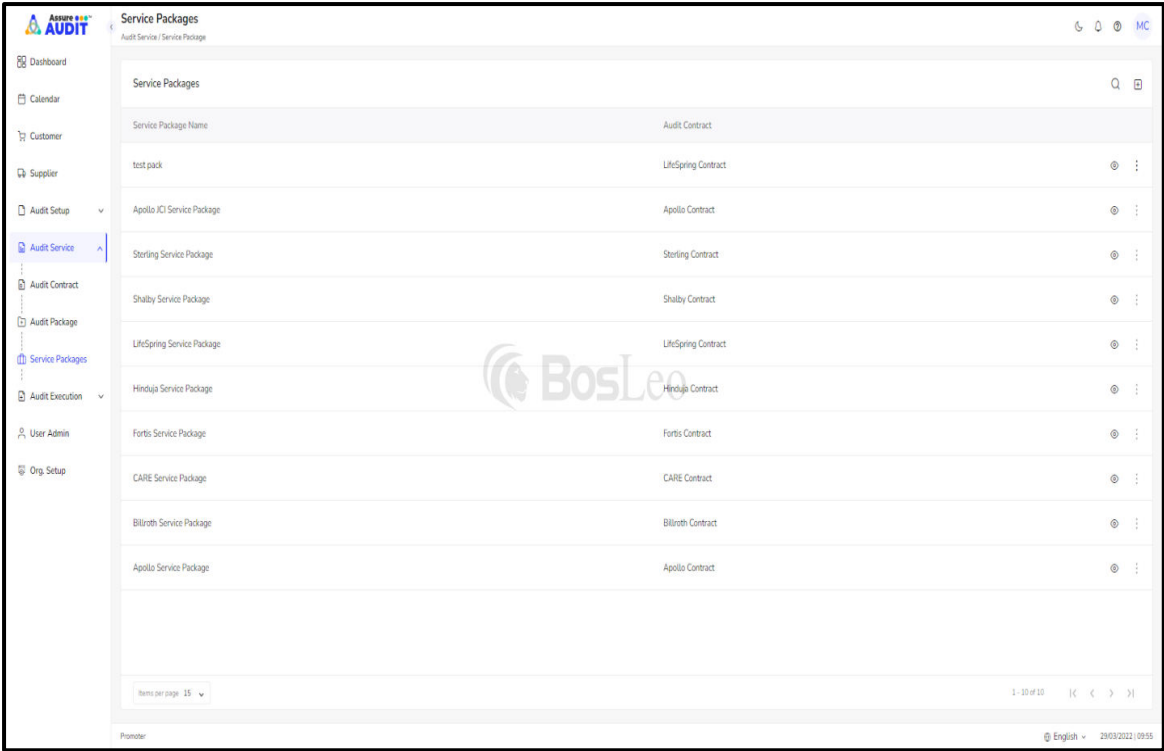 Assure
AUDIT
Service Packages
Audit Service / Service Package
MC
Dashboard
Calendar
Customer
Supplier
Audit Setup
Audit Service
Audit Contract
Audit Package
Service Packages
Audit Execution
User Admin
Org. Setup
Service Packages
Service Package Name Audit Contract
test pack LifeSpring Contract
Apollo JCI Service Package Apollo Contract
Sterling Service Package Sterling Contract
Shalby Service Package Shalby Contract
LifeSpring Service Package LifeSpring Contract
Hinduja Service Package Hinduja Contract
Fortis Service Package Fortis Contract
CARE Service Package CARE Contract
Billroth Service Package Billroth Contract
Apollo Service Package Apollo Contract
BosLeo
Items per page 15 1 - 10 of 10
Promoter English 29/03/2022 | 09:55